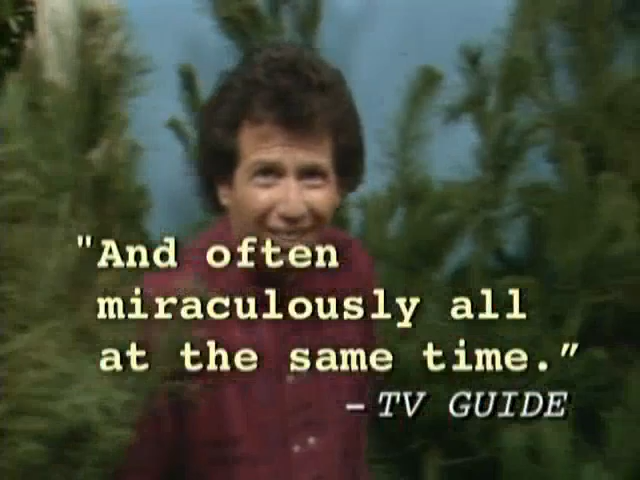 "And often
miraculously all
at the same time."
– TV GUIDE